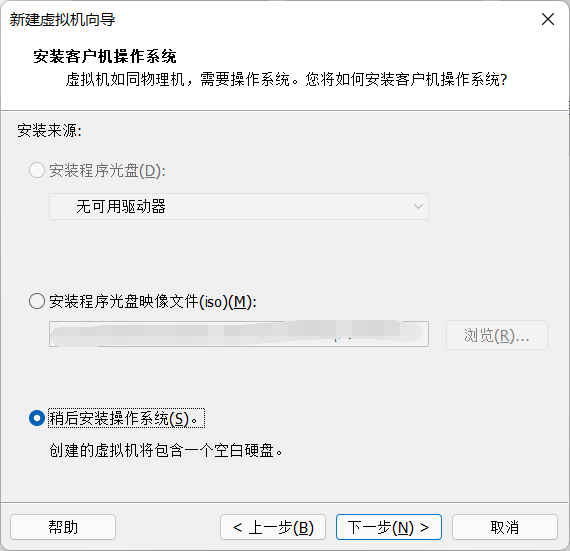 新建虚拟机向导
安装客户机操作系统
虚拟机如同物理机，需要操作系统。您将如何安装客户机操作系统?
安装来源:
安装程序光盘(D):
无可用驱动器
安装程序光盘映像文件(iso)(M):
浏览(R)...
稍后安装操作系统(S)。
创建的虚拟机将包含一个空白硬盘。
帮助
< 上一步(B)
下一步(N) >
取消